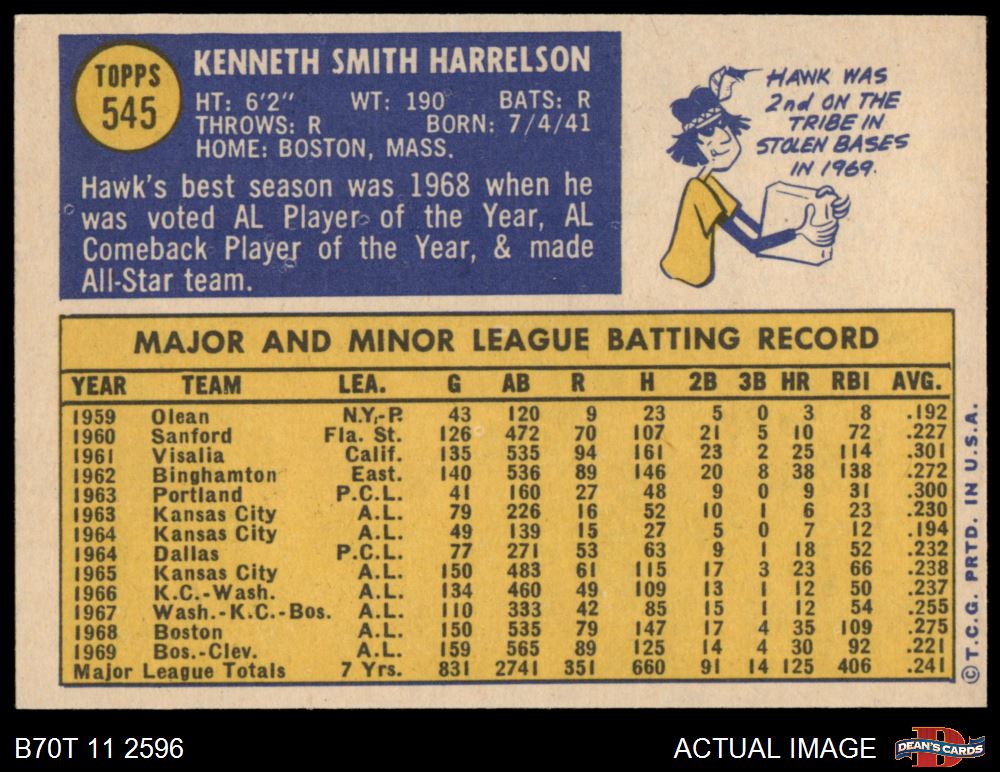 TOPPS
545
KENNETH SMITH HARRELSON
HT: 6'2" WT: 190 BATS: R
THROWS: R BORN: 7/4/41
HOME: BOSTON, MASS.
Hawk's best season was 1968 when he
was voted AL Player of the Year, AL
Comeback Player of the Year, & made
All-Star team.
HAWK WAS
2nd ON THE
TRIBE IN
STOLEN BASES
IN 1969.
MAJOR AND MINOR LEAGUE BATTING RECORD
YEAR TEAM LEA. G AB R H 2B 3B HR RBI AVG.
1959 Olean N.Y.-P. 43 120 9 23 5 0 3 8 .192
1960 Sanford Fla. St. 126 472 70 107 21 5 10 72 .227
1961 Visalia Calif. 135 535 94 161 23 2 25 114 .301
1962 Binghamton East. 140 536 89 146 20 8 38 138 .272
1963 Portland P.C.L. 41 160 27 48 9 0 9 31 .300
1963 Kansas City A.L. 79 226 16 52 10 1 6 23 .230
1964 Kansas City A.L. 49 139 15 27 5 0 7 12 .194
1964 Dallas P.C.L. 77 271 53 63 9 1 18 52 .232
1965 Kansas City A.L. 150 483 61 115 17 3 23 66 .238
1966 K.C.-Wash. A.L. 134 460 49 109 13 1 12 50 .237
1967 Wash.-K.C.-Bos. A.L. 110 333 42 85 15 1 12 54 .255
1968 Boston A.L. 150 535 79 147 17 4 35 109 .275
1969 Bos.-Clev. A.L. 159 565 89 125 14 4 30 92 .221
Major League Totals 7 Yrs. 831 2741 351 660 91 14 125 406 .241
© T.C.G. PRTD. IN U.S.A.
B70T 11 2596
ACTUAL IMAGE
D
DEAN'S CARDS